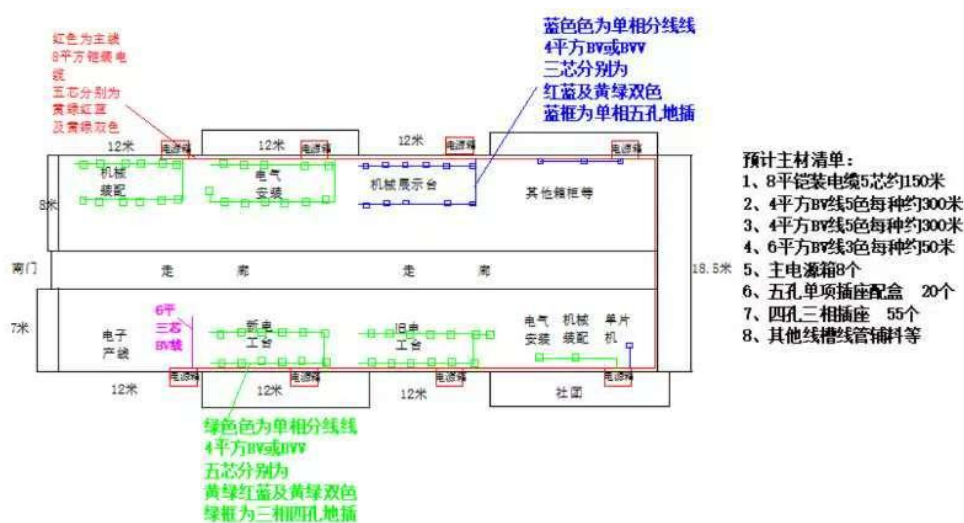 红色为主线
8平方铠装电
缆
五芯分别为
黄绿红蓝
及黄绿双色
蓝色色为单相分线线
4平方BV或BVV
三芯分别为
红蓝及黄绿双色
蓝框为单相五孔地插
12米
12米
12米
电源箱
电源箱
电源箱
电源箱
机械
装配
电气
安装
机械展示台
其他箱柜等
8米
南门
走 廊
走 廊
18.5米
7米
电子
产线
6平
三芯
BV线
新电
工台
旧电
工台
电气
安装
机械
装配
单片
机
电源箱
电源箱
电源箱
电源箱
12米
12米
12米
社团
绿色色为单相分线线
4平方BV或BVV
五芯分别为
黄绿红蓝及黄绿双色
绿框为三相四孔地插
预计主材清单：
1、8平铠装电缆5芯约150米
2、4平方BV线5色每种约300米
3、4平方BV线5色每种约300米
4、6平方BV线3色每种约50米
5、主电源箱8个
6、五孔单项插座配盒 20个
7、四孔三相插座 55个
8、其他线槽线管辅料等